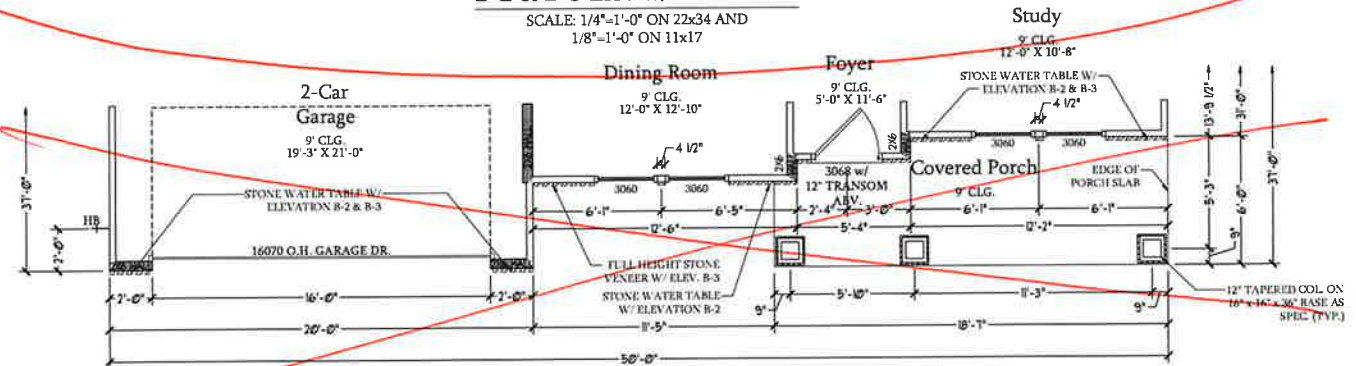 SCALE: 1/4"=1'-0" ON 22x34 AND
1/8"=1'-0" ON 11x17
Study
9' CLG.
12'-0" X 10'-8"
Foyer
9' CLG.
5'-0" X 11'-6"
Dining Room
9' CLG.
12'-0" X 12'-10"
2-Car
Garage
9' CLG.
19'-3" X 21'-0"
STONE WATER TABLE W/
ELEVATION B-2 & B-3
4 1/2"
4 1/2"
2X6
2X6
3060
3060
3060
3060
3068 w/
12" TRANSOM
ABV.
Covered Porch
9' CLG.
EDGE OF
PORCH SLAB
STONE WATER TABLE W/
ELEVATION B-2 & B-3
HB
16070 O.H. GARAGE DR.
37'-0"
2'-0"
6'-1"
6'-5"
2'-4"
3'-0"
6'-1"
6'-1"
12'-6"
5'-4"
12'-2"
13'-9 1/2"
31'-0"
37'-0"
5'-3"
6'-0"
9"
FULL HEIGHT STONE
VENEER W/ ELEV. B-3
STONE WATER TABLE
W/ ELEVATION B-2
12" TAPERED COL. ON
16" x 16" x 36" BASE AS
SPEC. (TYP.)
2'-0"
16'-0"
2'-0"
9"
5'-10"
11'-3"
9"
20'-0"
11'-5"
18'-7"
50'-0"